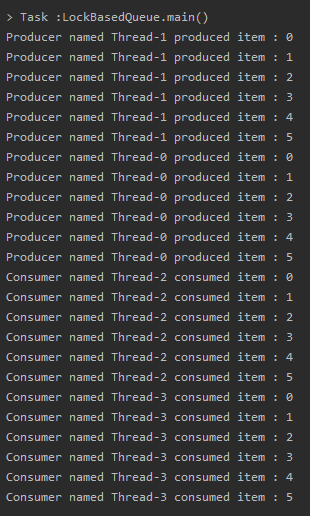 > Task :LockBasedQueue.main()
Producer named Thread-1 produced item : 0
Producer named Thread-1 produced item : 1
Producer named Thread-1 produced item : 2
Producer named Thread-1 produced item : 3
Producer named Thread-1 produced item : 4
Producer named Thread-1 produced item : 5
Producer named Thread-0 produced item : 0
Producer named Thread-0 produced item : 1
Producer named Thread-0 produced item : 2
Producer named Thread-0 produced item : 3
Producer named Thread-0 produced item : 4
Producer named Thread-0 produced item : 5
Consumer named Thread-2 consumed item : 0
Consumer named Thread-2 consumed item : 1
Consumer named Thread-2 consumed item : 2
Consumer named Thread-2 consumed item : 3
Consumer named Thread-2 consumed item : 4
Consumer named Thread-2 consumed item : 5
Consumer named Thread-3 consumed item : 0
Consumer named Thread-3 consumed item : 1
Consumer named Thread-3 consumed item : 2
Consumer named Thread-3 consumed item : 3
Consumer named Thread-3 consumed item : 4
Consumer named Thread-3 consumed item : 5